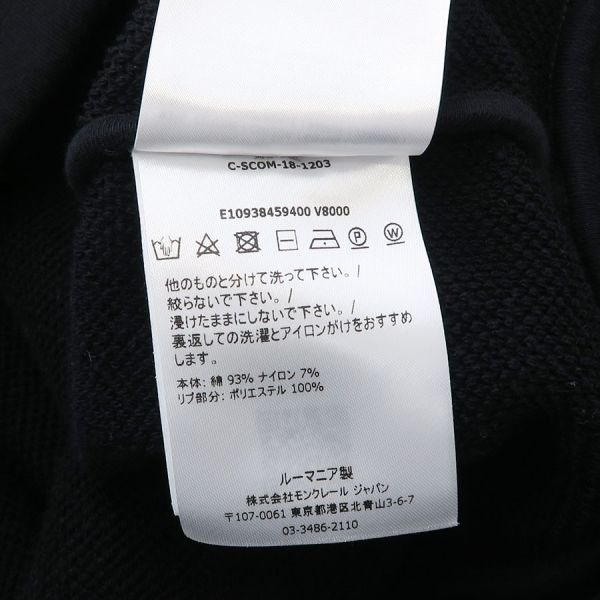 C-SCOM-18-1203
E10938459400 V8000
P W
他のものと分けて洗って下さい。/
絞らないで下さい。/
浸けたままにしないで下さい。/
裏返しての洗濯とアイロンがけをおすすめ
します。
本体: 綿 93% ナイロン 7%
リブ部分: ポリエステル 100%
ルーマニア製
株式会社モンクレール ジャパン
〒107-0061 東京都港区北青山3-6-7
03-3486-2110